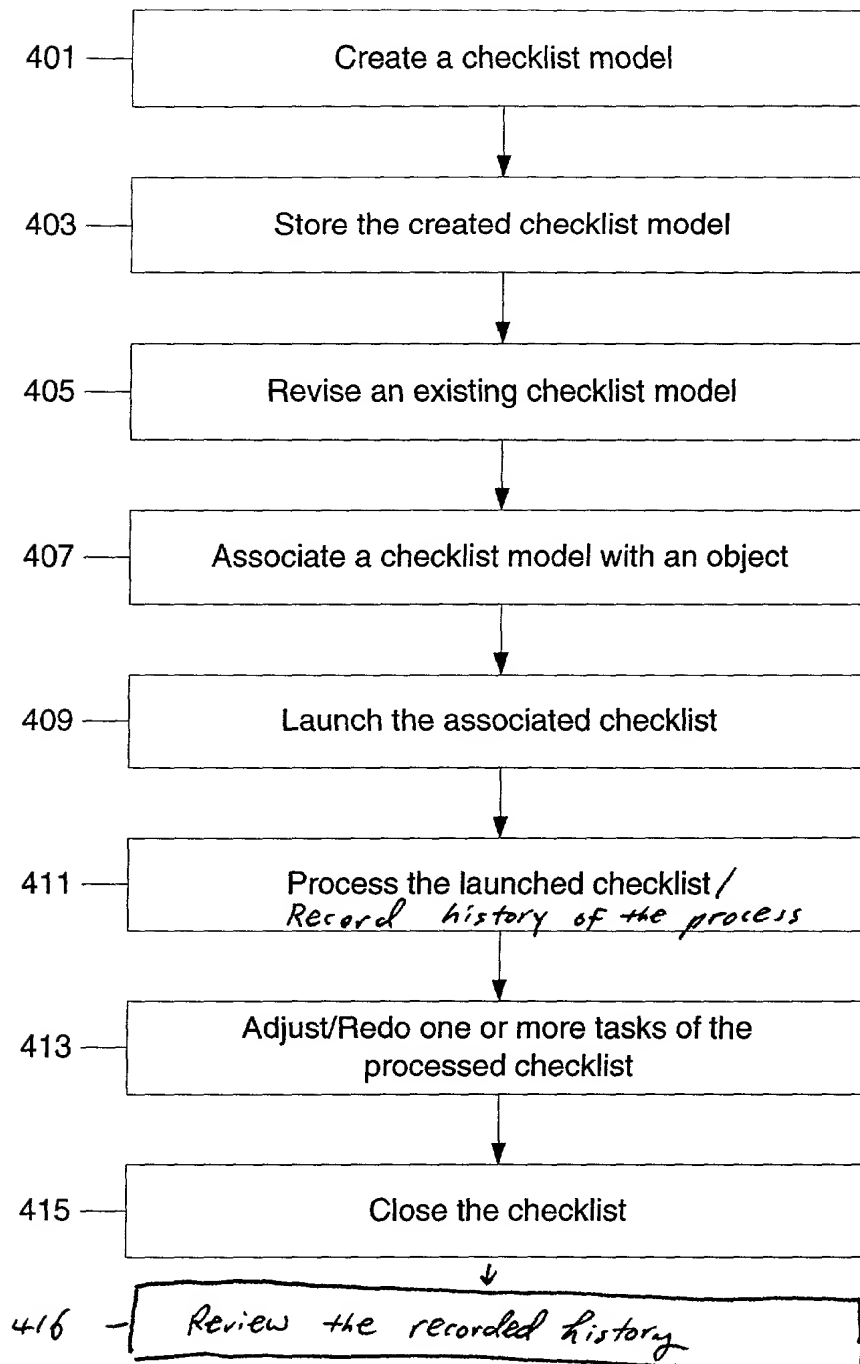 401 Create a checklist model
403 Store the created checklist model
405 Revise an existing checklist model
407 Associate a checklist model with an object
409 Launch the associated checklist
411 Process the launched checklist/
Record history of the process
Adjust/Redo one or more tasks of the
413 processed checklist
415 Close the checklist
416 Review the recorded history